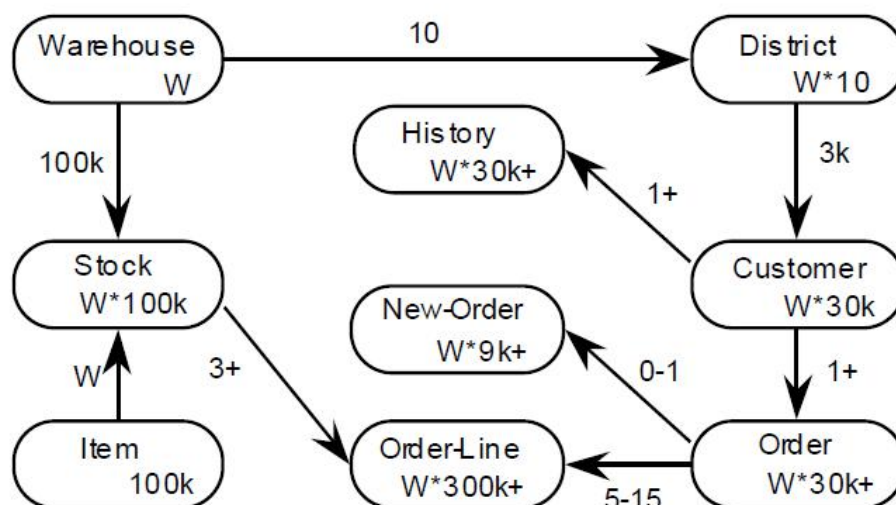 Warehouse
W
10
District
W*10
History
W*30k+
100k
3k
1+
Stock
W*100k
Customer
W*30k
New-Order
W*9k+
W
3+
0-1
1+
Item
100k
Order-Line
W*300k+
Order
W*30k+
5-15